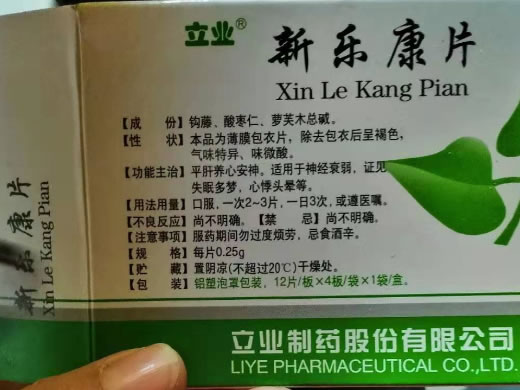 立业®
新乐康片
Xin Le Kang Pian
【成 份】钩藤、酸枣仁、萝芙木总碱。
【性 状】本品为薄膜包衣片，除去包衣后呈褐色，
气味特异、味微酸。
【功能主治】平肝养心安神。适用于神经衰弱，证见
失眠多梦，心悸头晕等。
【用法用量】口服，一次2~3片，一日3次，或遵医嘱。
【不良反应】尚不明确。【禁 忌】尚不明确。
【注意事项】服药期间勿过度烦劳，忌食酒辛。
【规 格】每片0.25g
【贮 藏】置阴凉(不超过20℃)干燥处。
【包 装】铝塑泡罩包装，12片/板×4板/袋×1袋/盒。
立业制药股份有限公司
LIYE PHARMACEUTICAL CO.,LTD.
新乐康片
Xin Le Kang Pian